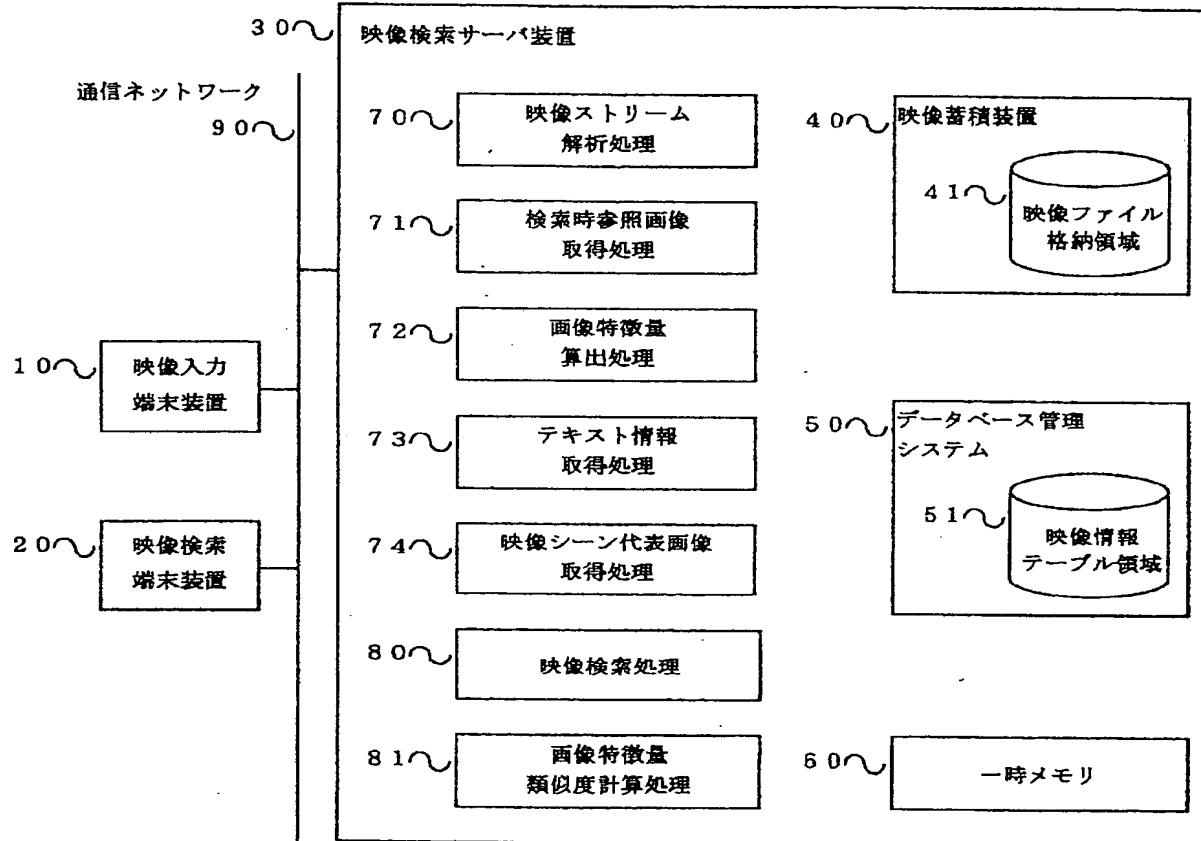 30
映像検索サーバ装置
通信ネットワーク
90
70
映像ストリーム
解析処理
71
検索時参照画像
取得処理
72
画像特徴量
算出処理
73
テキスト情報
取得処理
74
映像シーン代表画像
取得処理
80
映像検索処理
81
画像特徴量
類似度計算処理
40
映像蓄積装置
41
映像ファイル
格納領域
50
データベース管理
システム
51
映像情報
テーブル領域
60
一時メモリ
10
映像入力
端末装置
20
映像検索
端末装置